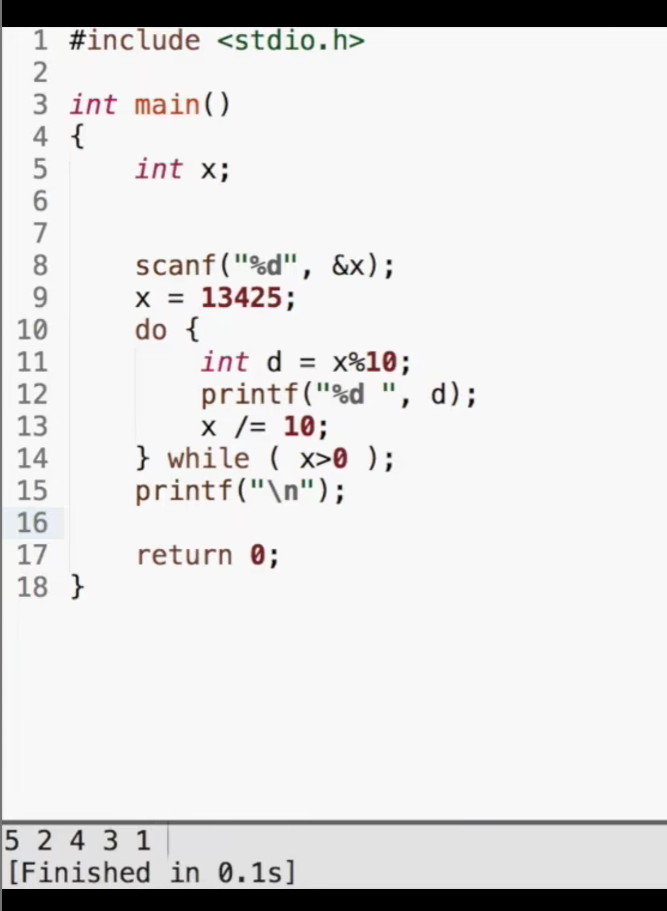 1 #include <stdio.h>
2
3 int main()
4 {
5     int x;
6
7
8     scanf("%d", &x);
9     x = 13425;
10     do {
11         int d = x%10;
12         printf("%d ", d);
13         x /= 10;
14     } while ( x>0 );
15     printf("\n");
16
17     return 0;
18 }
5 2 4 3 1
[Finished in 0.1s]